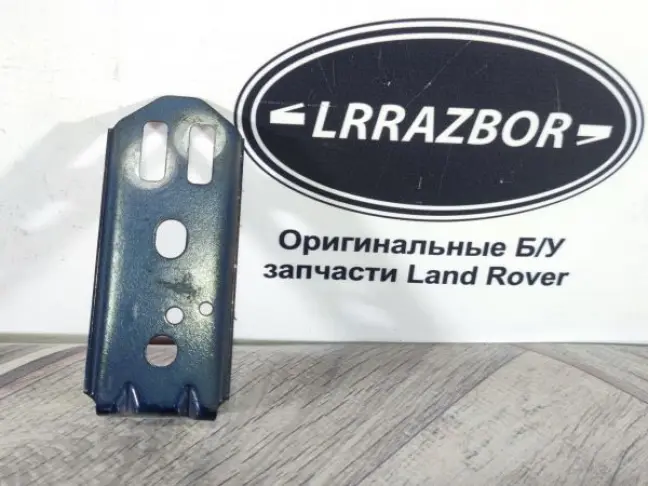 LRRAZBOR
Оригинальные Б/У
запчасти Land Rover